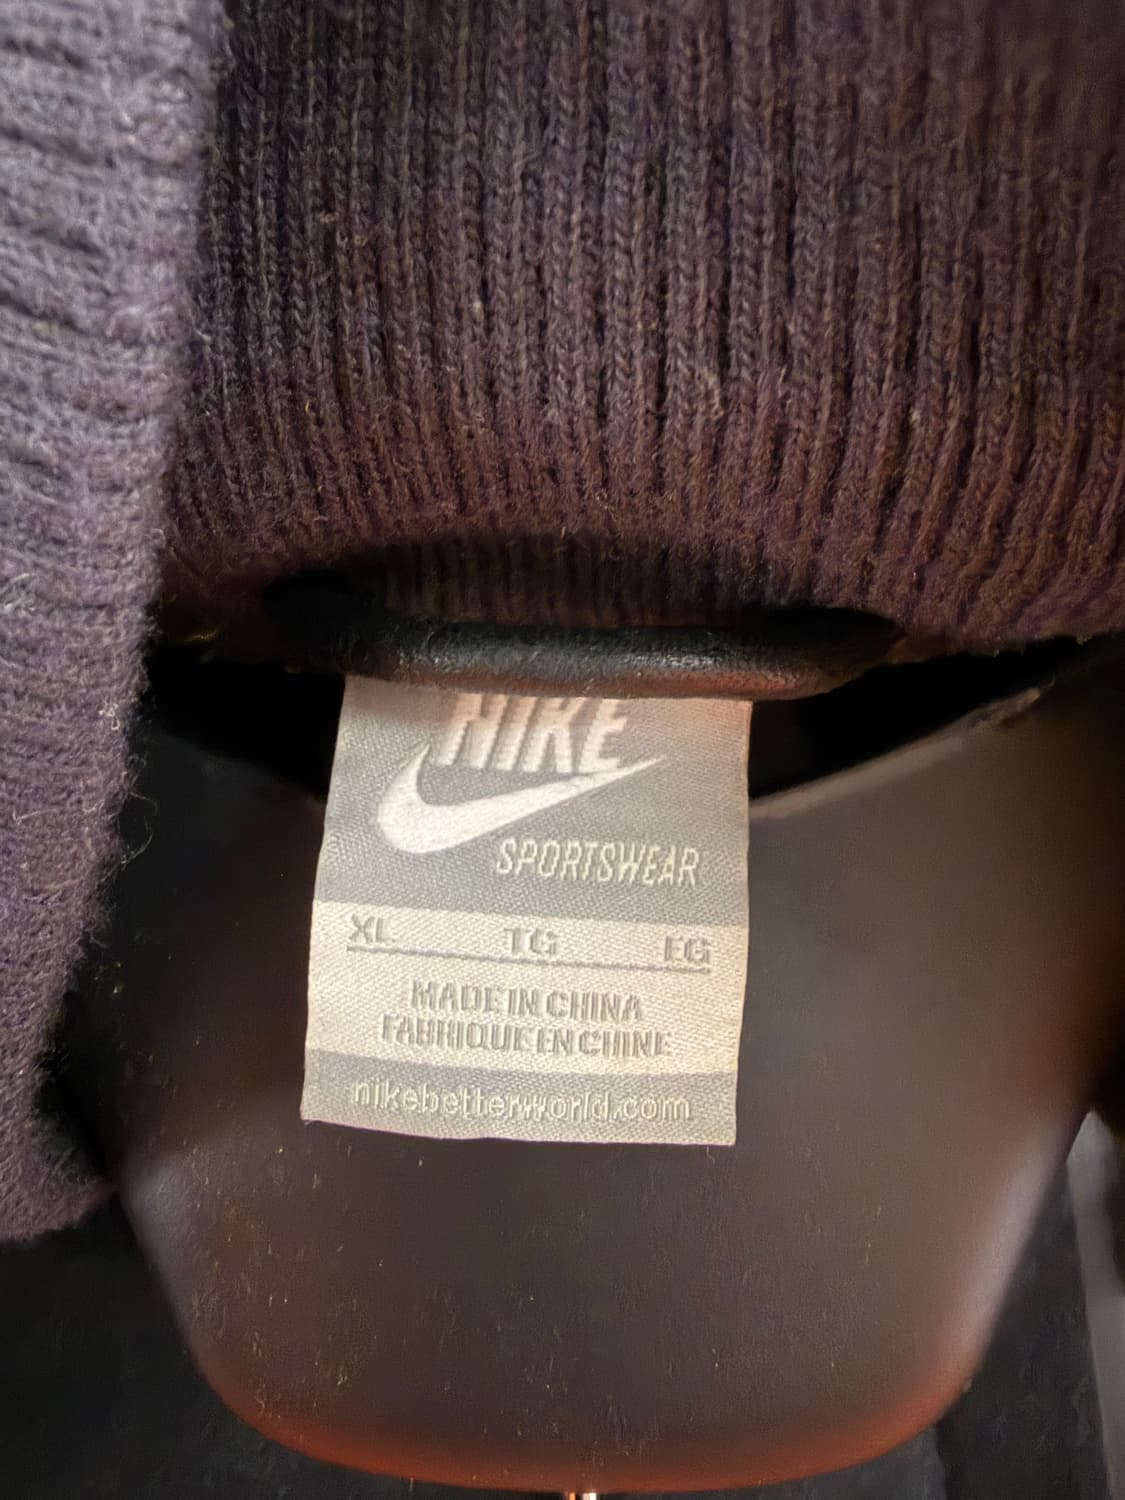 NIKE
SPORTSWEAR
XL TG EG
MADE IN CHINA
FABRIQUE EN CHINE
nikebetterworld.com